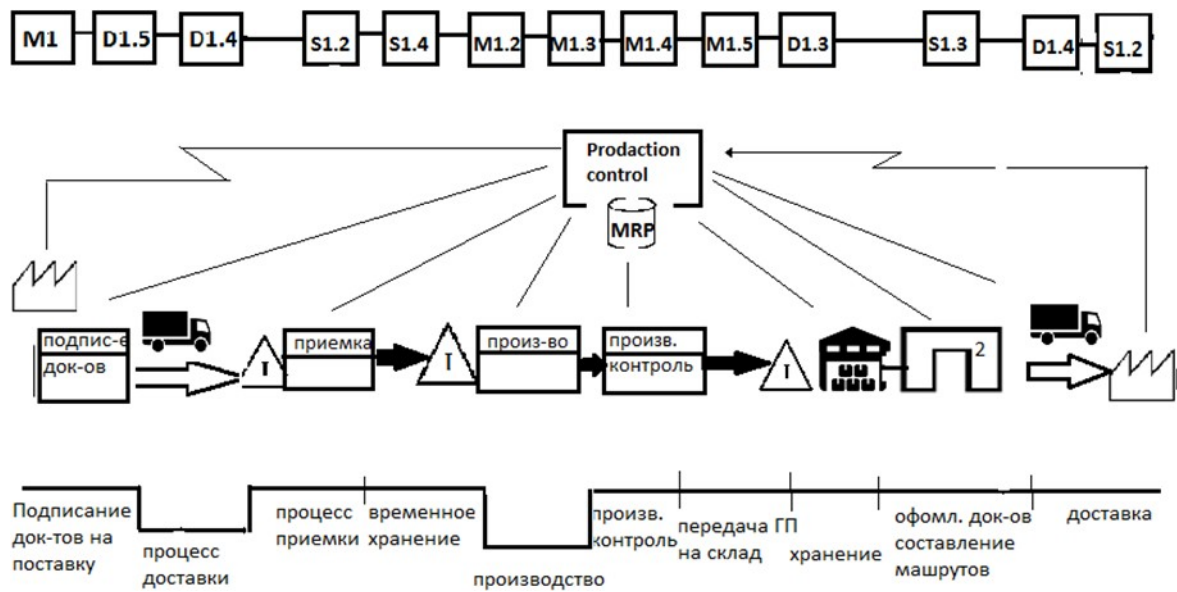 M1 D1.5 D1.4 S1.2 S1.4 M1.2 M1.3 M1.4 M1.5 D1.3 S1.3 D1.4 S1.2
Prodaction
control
MRP
подпис-е
док-ов
I
приемка
I
произ-во
произв.
контроль
I
2
Подписание
док-тов на
поставку
процесс
доставки
процесс
приемки
временное
хранение
производство
произв.
контроль
передача ГП
на склад
хранение
офомл. док-ов
составление
машрутов
доставка